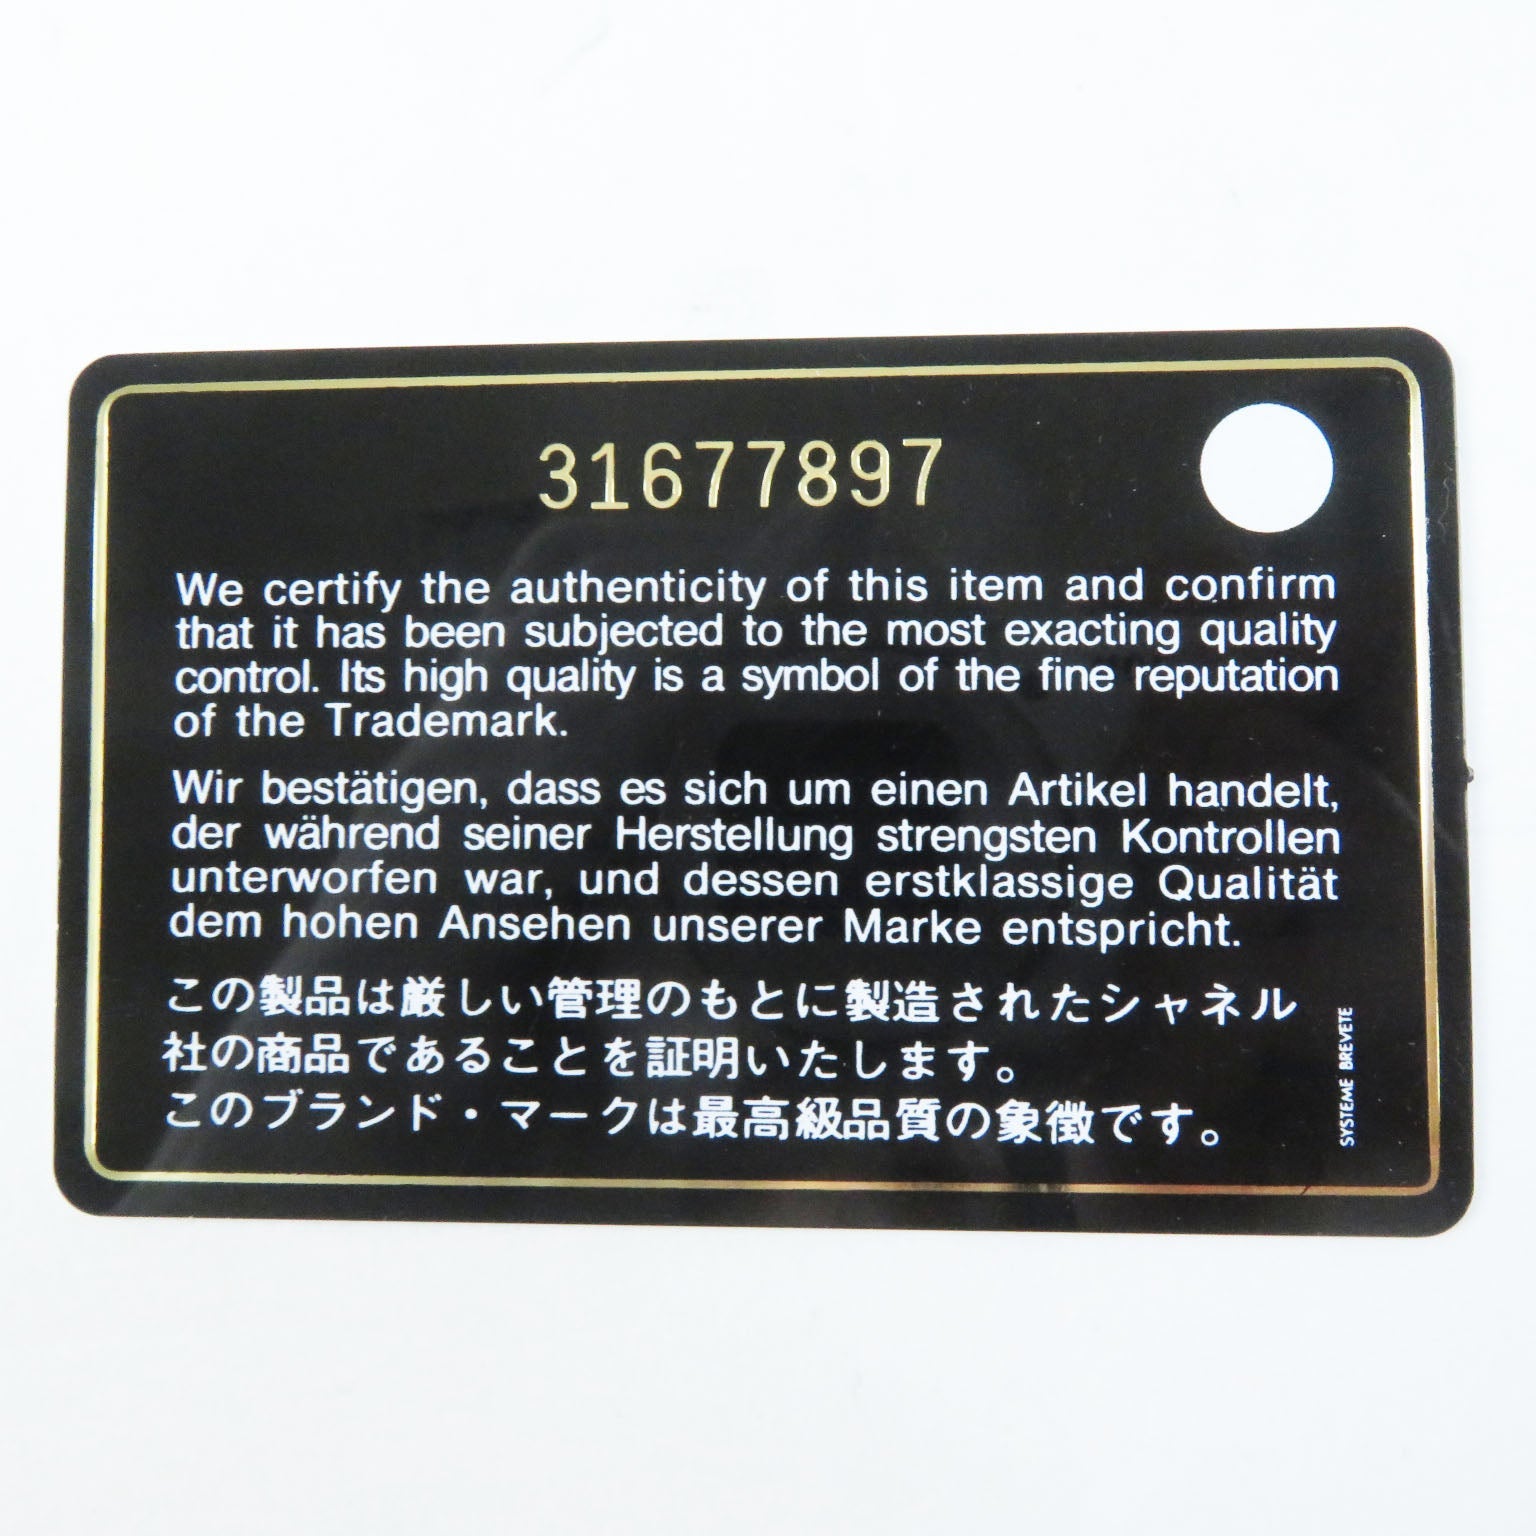 31677897
We certify the authenticity of this item and confirm
that it has been subjected to the most exacting quality
control. Its high quality is a symbol of the fine reputation
of the Trademark.
Wir bestätigen, dass es sich um einen Artikel handelt,
der während seiner Herstellung strengsten Kontrollen
unterworfen war, und dessen erstklassige Qualität
dem hohen Ansehen unserer Marke entspricht.
この製品は厳しい管理のもとに製造されたシャネル
社の商品であることを証明いたします。
このブランド・マークは最高級品質の象徴です。
SYSTEME BREVETE